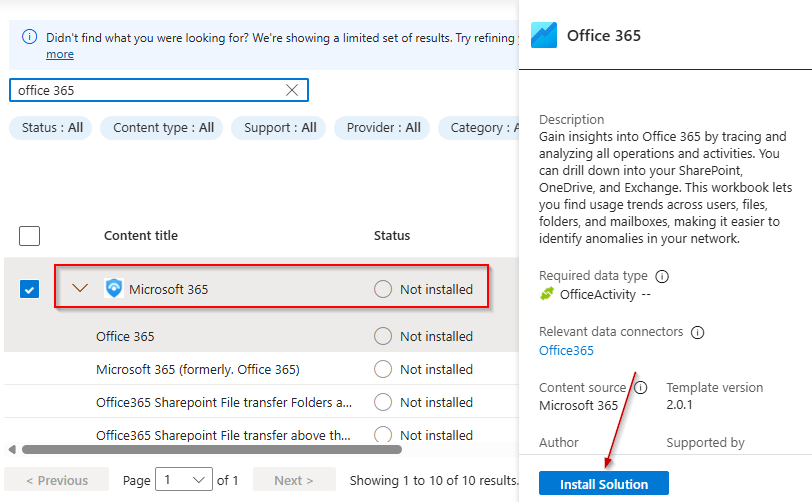 Didn't find what you were looking for? We're showing a limited set of results. Try refining
more
office 365
Status : All
Content type : All
Support : All
Provider : All
Category :
Content title
Status
Microsoft 365
Not installed
Office 365
Not installed
Microsoft 365 (formerly. Office 365)
Not installed
Office365 Sharepoint File transfer Folders a...
Not installed
Office365 Sharepoint File transfer above th...
Not installed
< Previous
Page
1
of 1
Next >
Showing 1 to 10 of 10 results.
Office 365
Description
Gain insights into Office 365 by tracing and
analyzing all operations and activities. You
can drill down into your SharePoint,
OneDrive, and Exchange. This workbook lets
you find usage trends across users, files,
folders, and mailboxes, making it easier to
identify anomalies in your network.
Required data type
OfficeActivity --
Relevant data connectors
Office365
Content source
Microsoft 365
Template version
2.0.1
Author
Supported by
Install Solution